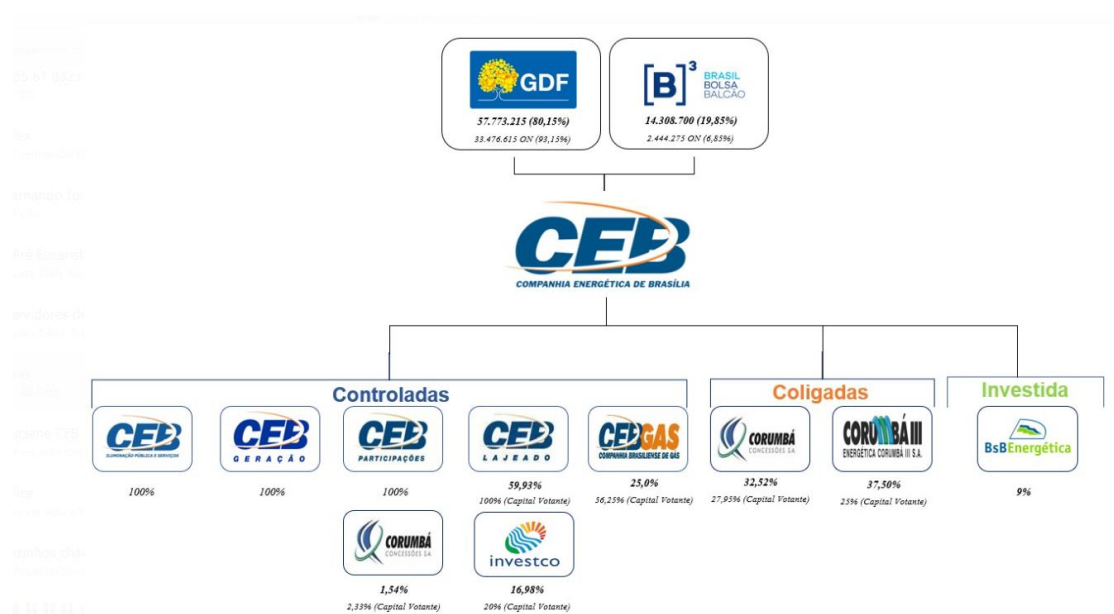 GDF
57.773.215 (80,15%)
33.476.615 ON (93,15%)
[B]³ BRASIL
BOLSA
BALCÃO
14.308.700 (19,85%)
2.444.275 ON (6,85%)
CEB
COMPANHIA ENERGÉTICA DE BRASÍLIA
Controladas
Coligadas
Investida
CEB
ILUMINAÇÃO PÚBLICA E SERVIÇOS
100%
CEB
GERAÇÃO
100%
CEB
PARTICIPAÇÕES
100%
CEB
LAJEADO
59,93%
100% (Capital Votante)
CEBGAS
COMPANHIA BRASILIENSE DE GÁS
25,0%
56,25% (Capital Votante)
CORUMBÁ
CONCESSÕES S.A
32,52%
27,95% (Capital Votante)
CORUMBÁ III
ENERGÉTICA CORUMBÁ III S.A.
37,50%
25% (Capital Votante)
BsBEnergética
9%
CORUMBÁ
CONCESSÕES S.A
1,54%
2,33% (Capital Votante)
investco
16,98%
20% (Capital Votante)